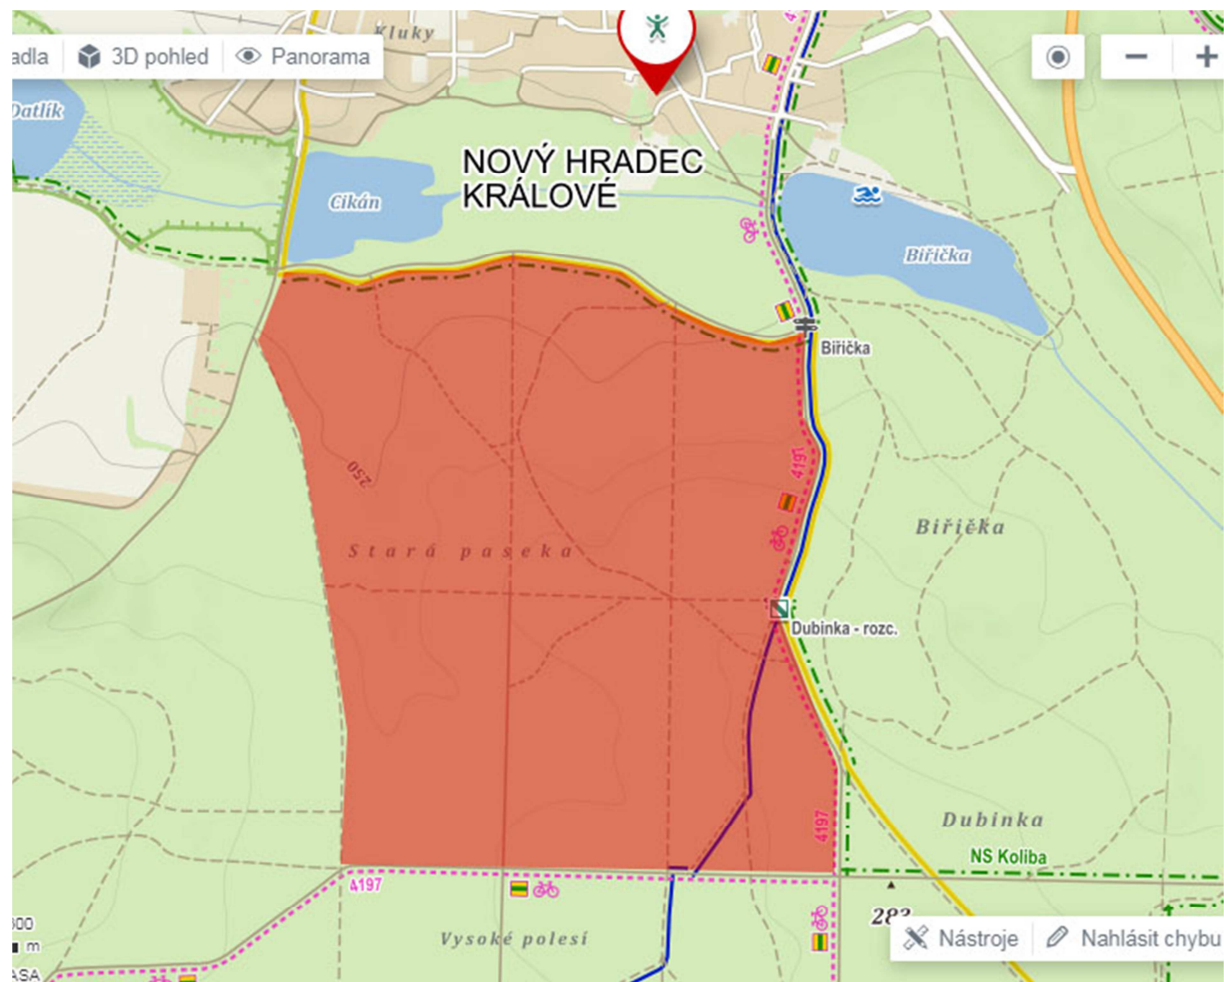 Kluky
adla
3D pohled
Panorama
Datlík
NOVÝ HRADEC
KRÁLOVÉ
Cikán
Biřička
Biřička
4197
250
Stará paseka
Biřička
Dubinka - rozc.
4197
Dubinka
NS Koliba
4197
Vysoké polesí
Nástroje
Nahlásit chybu
m
ASA